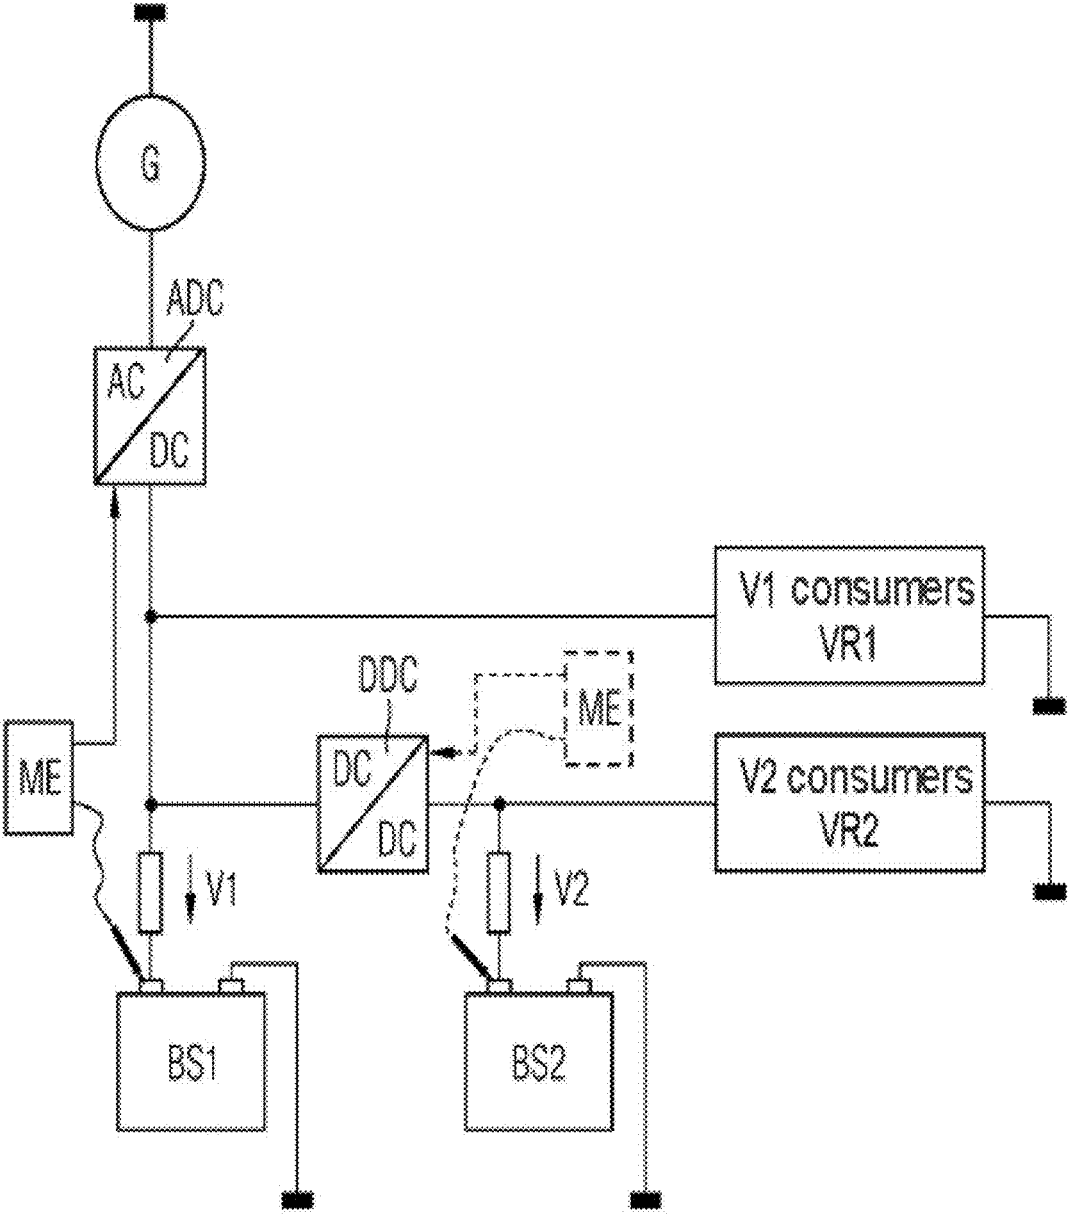 G
ADC
AC
DC
V1 consumers
VR1
DDC
ME
DC
DC
ME
V2 consumers
VR2
V1
V2
BS1
BS2